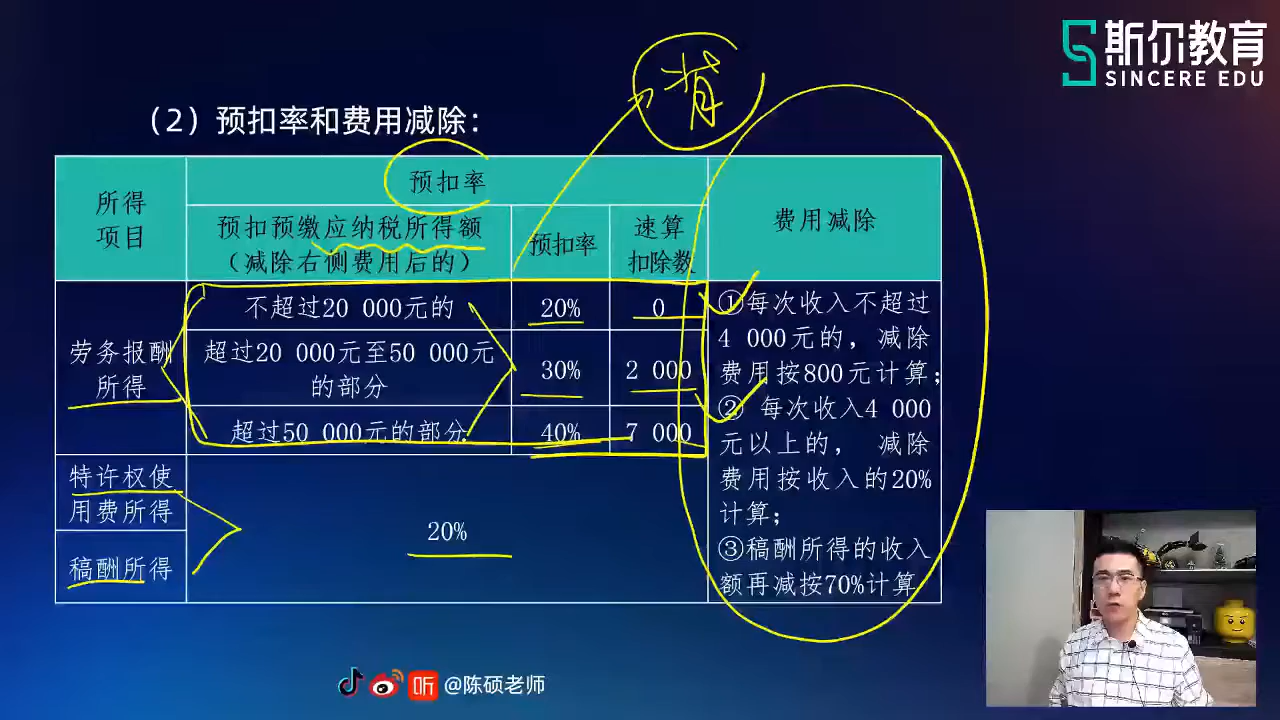 斯尔教育
SINCERE EDU
（2）预扣率和费用减除：
所得
项目
预扣率
预扣预缴应纳税所得额
（减除右侧费用后的）
预扣率
速算
扣除数
费用减除
劳务报酬
所得
不超过20 000元的
20%
0
超过20 000元至50 000元
的部分
30%
2 000
超过50 000元的部分
40%
7 000
特许权使
用费所得
稿酬所得
20%
①每次收入不超过
4 000元的，减除
费用按800元计算；
② 每次收入4 000
元以上的， 减除
费用按收入的20%
计算；
③稿酬所得的收入
额再减按70%计算
听 @陈硕老师